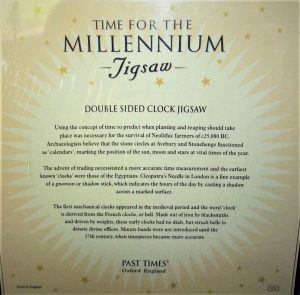 TIME FOR THE
MILLENNIUM
Jigsaw
DOUBLE SIDED CLOCK JIGSAW
Using the concept of time to predict when planting and reaping should take
place was necessary for the survival of Neolithic farmers of c25,000 BC.
Archaeologists believe that the stone circles at Avebury and Stonehenge functioned
as 'calendars', marking the position of the sun, moon and stars at vital times of the year.
The advent of trading necessitated a more accurate time measurement and the earliest
known 'clocks' were those of the Egyptians. Cleopatra's Needle in London is a fine example
of a gnomon or shadow stick, which indicates the hours of the day by casting a shadow
across a marked surface.
The first mechanical clocks appeared in the medieval period and the word 'clock'
is derived from the French cloche, or bell. Made out of iron by blacksmiths
and driven by weights, these early clocks had no dials, but struck bells to
denote divine offices. Minute hands were not introduced until the
17th century, when timepieces became more accurate.
PAST TIMES®
Oxford England
Made in England